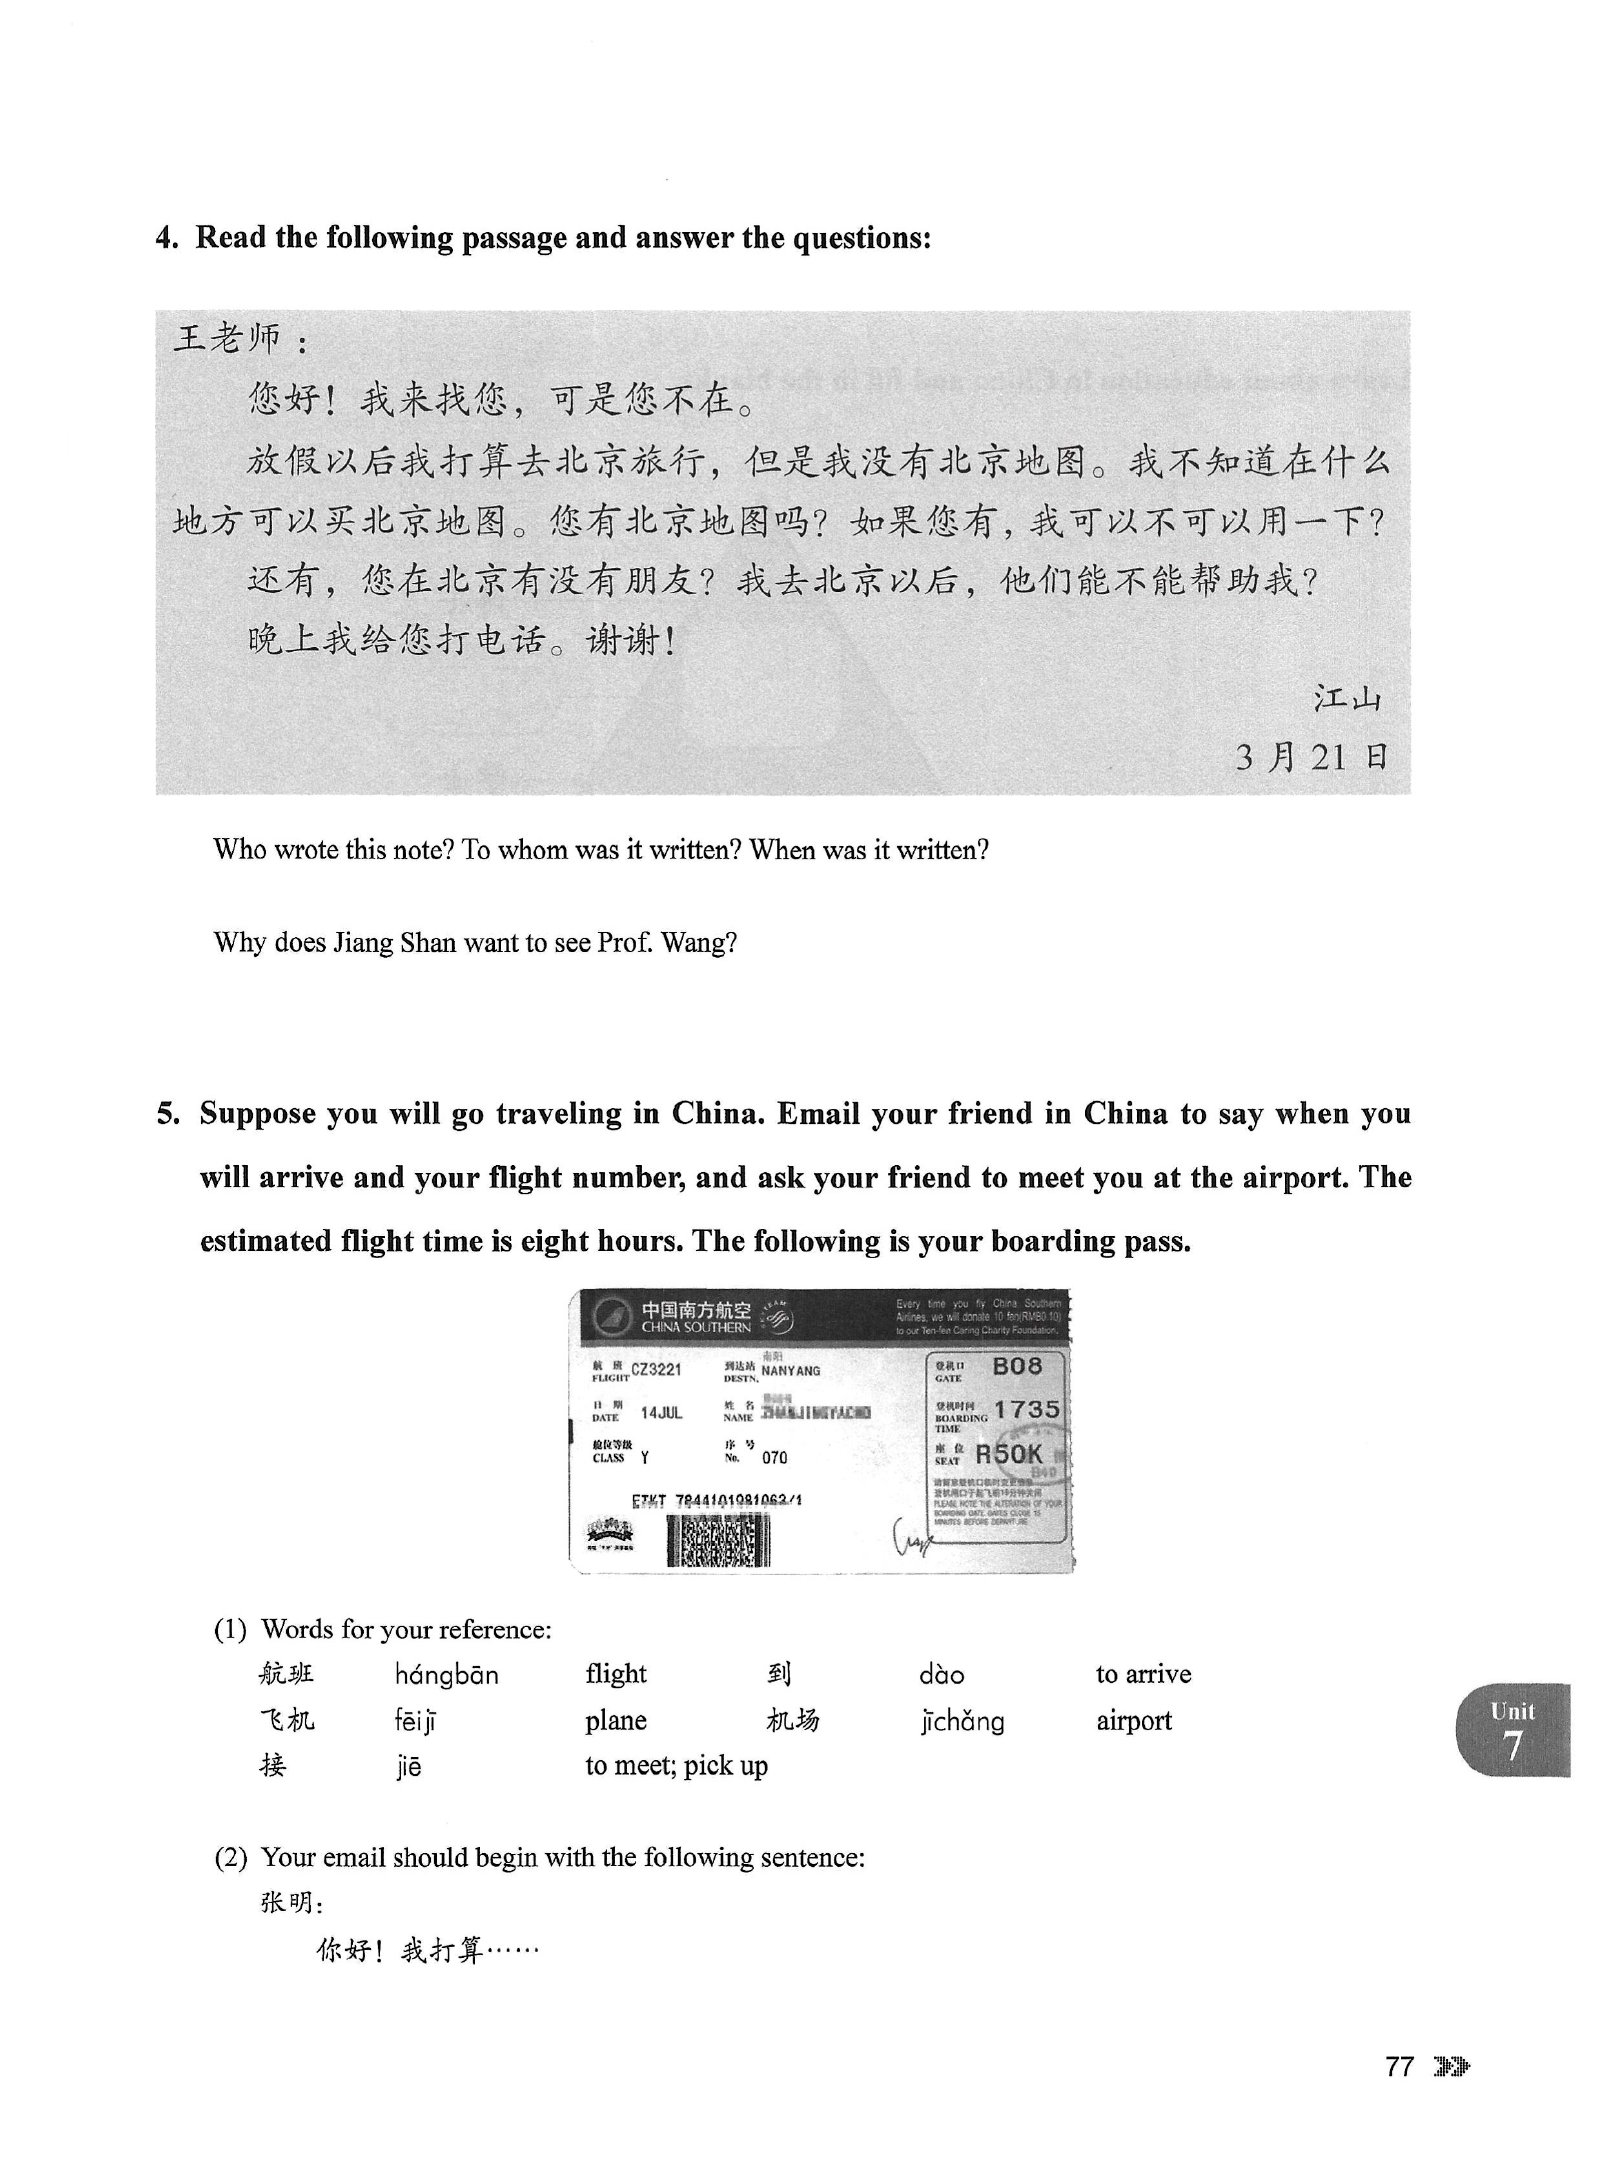 4. Read the following passage and answer the questions:
王老师：
您好！我来找您，可是您不在。
放假以后我打算去北京旅行，但是我没有北京地图。我不知道在什么
地方可以买北京地图。您有北京地图吗？如果您有，我可以不可以用一下？
还有，您在北京有没有朋友？我去北京以后，他们能不能帮助我？
晚上我给您打电话。谢谢！
江山
3 月 21 日
Who wrote this note? To whom was it written? When was it written?
Why does Jiang Shan want to see Prof. Wang?
5. Suppose you will go traveling in China. Email your friend in China to say when you
will arrive and your flight number, and ask your friend to meet you at the airport. The
estimated flight time is eight hours. The following is your boarding pass.
中国南方航空
CHINA SOUTHERN
Every time you fly China Southern
Airlines, we will donate 10 fen(RMB0.10)
to our Ten-fen Caring Charity Foundation.
航班 FLIGHT CZ3221
到达站 DESTN. 南阳 NANYANG
日期 DATE 14JUL
姓名 NAME
舱位等级 CLASS Y
序号 No. 070
ETKT 7844101981062/1
登机口 GATE B08
登机时间 BOARDING TIME 1735
座位 SEAT R50K
PLEASE NOTE THE ALTERATION OF YOUR
BOARDING GATE. GATES CLOSE 15
MINUTES BEFORE DEPARTURE
(1) Words for your reference:
航班 hángbān flight 到 dào to arrive
飞机 fēijī plane 机场 jīchǎng airport
接 jiē to meet; pick up
(2) Your email should begin with the following sentence:
张明：
你好！我打算……
Unit
7
77